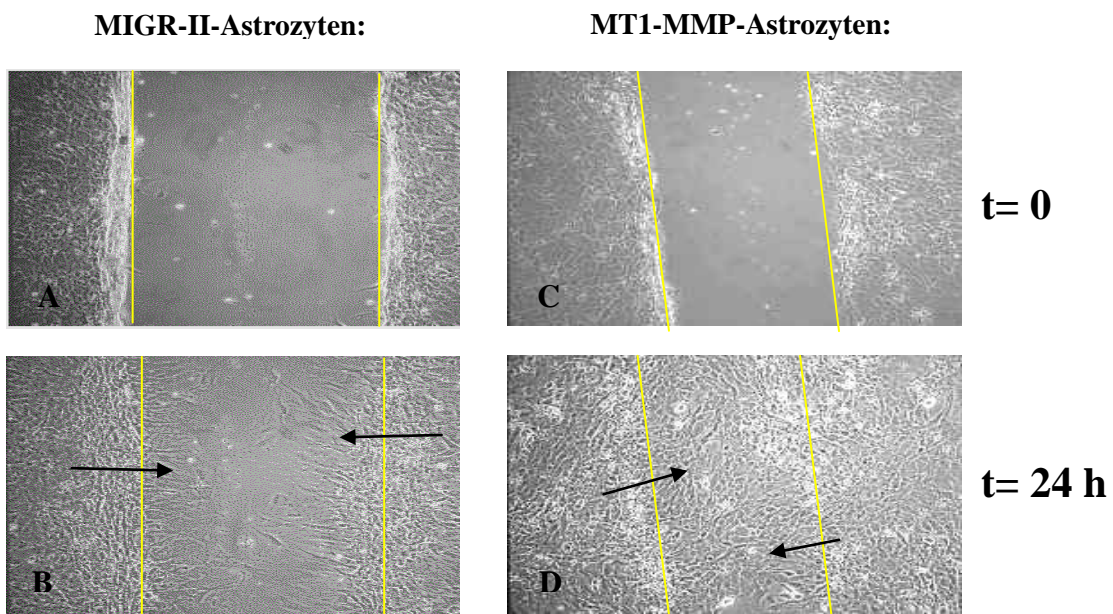 MIGR-II-Astrozyten:
MT1-MMP-Astrozyten:
A
C
t= 0
B
D
t= 24 h